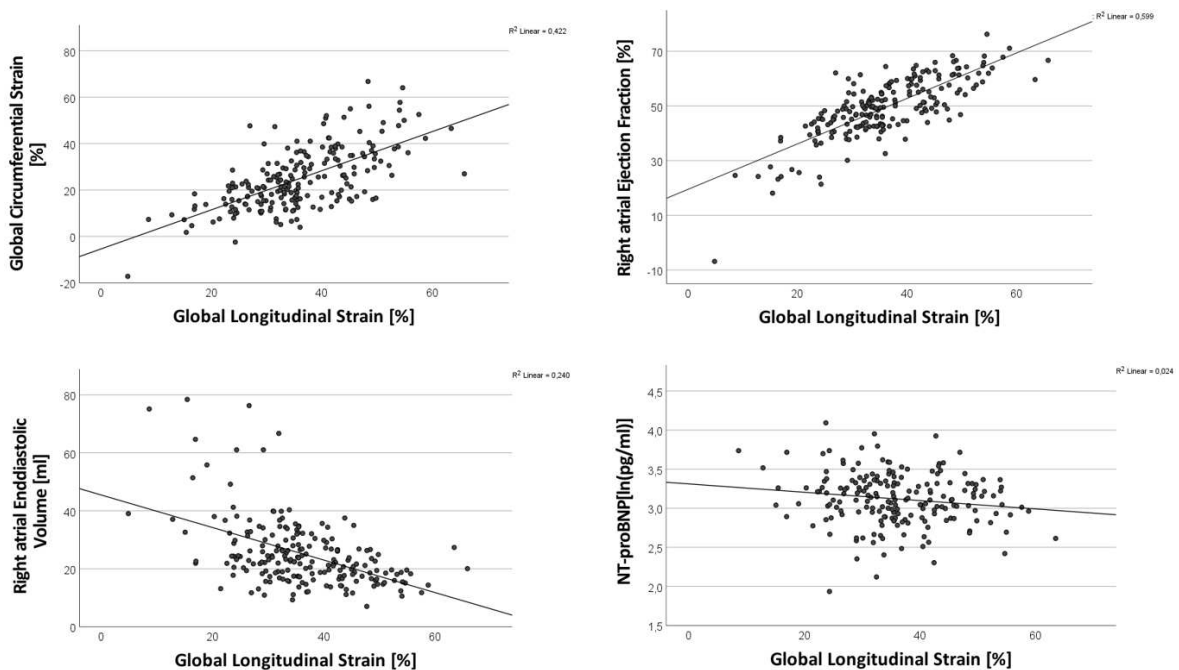 R² Linear = 0,422
Global Circumferential Strain
[%]
80
60
40
20
0
-20
0 20 40 60
Global Longitudinal Strain [%]
: R² Linear = 0,599
Right atrial Ejection Fraction [%]
70
50
30
10
-10
0 20 40 60
Global Longitudinal Strain [%]
R² Linear = 0,240
Right atrial Enddiastolic
Volume [ml]
80
60
40
20
0
0 20 40 60
Global Longitudinal Strain [%]
R² Linear = 0,024
NT-proBNP[ln(pg/ml)]
4,5
4,0
3,5
3,0
2,5
2,0
1,5
0 20 40 60
Global Longitudinal Strain [%]